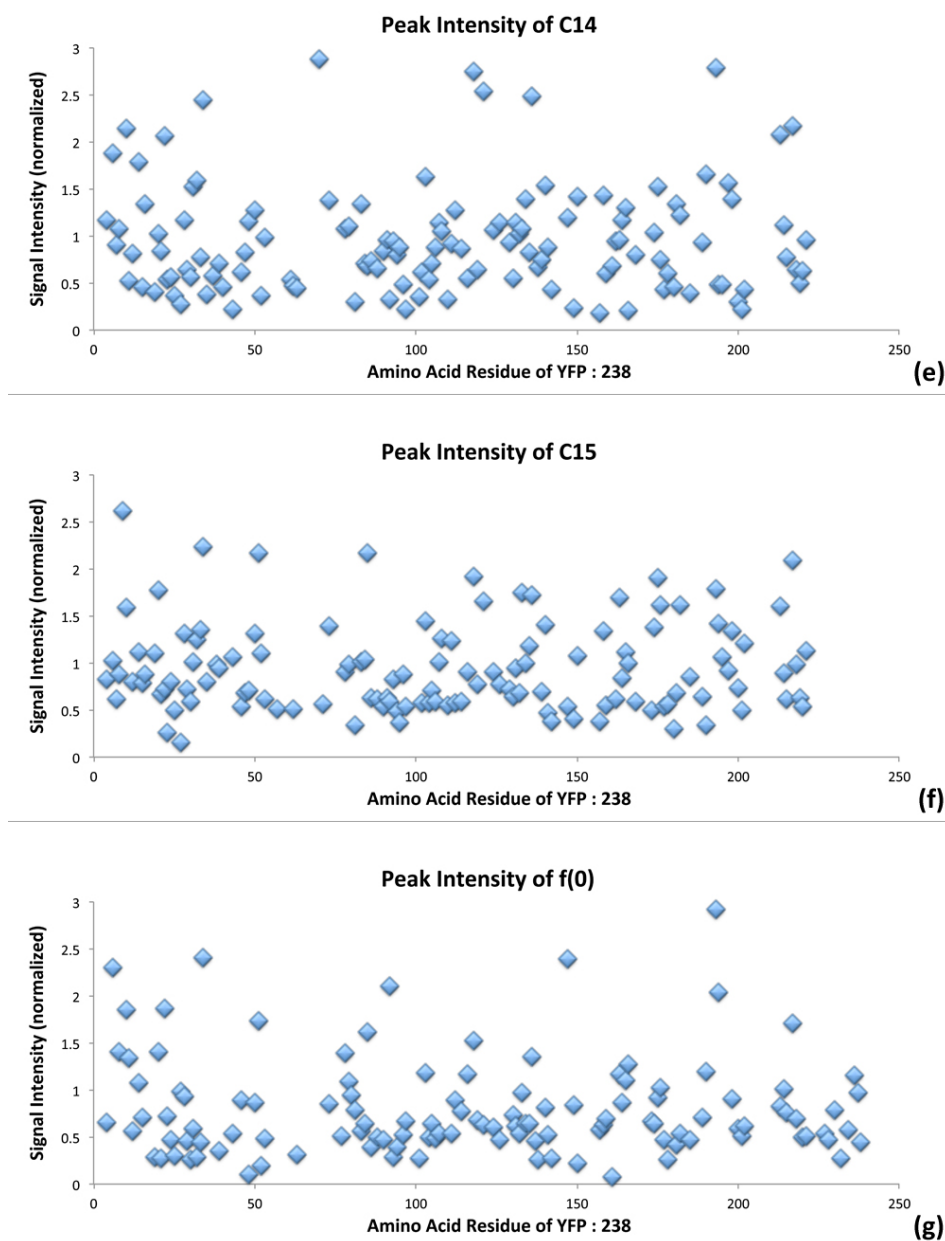 Peak Intensity of C14
Signal Intensity (normalized)
3
2.5
2
1.5
1
0.5
0
0 50 100 150 200 250
Amino Acid Residue of YFP : 238
(e)
Peak Intensity of C15
Signal Intensity (normalized)
3
2.5
2
1.5
1
0.5
0
0 50 100 150 200 250
Amino Acid Residue of YFP : 238
(f)
Peak Intensity of f(0)
Signal Intensity (normalized)
3
2.5
2
1.5
1
0.5
0
0 50 100 150 200 250
Amino Acid Residue of YFP : 238
(g)